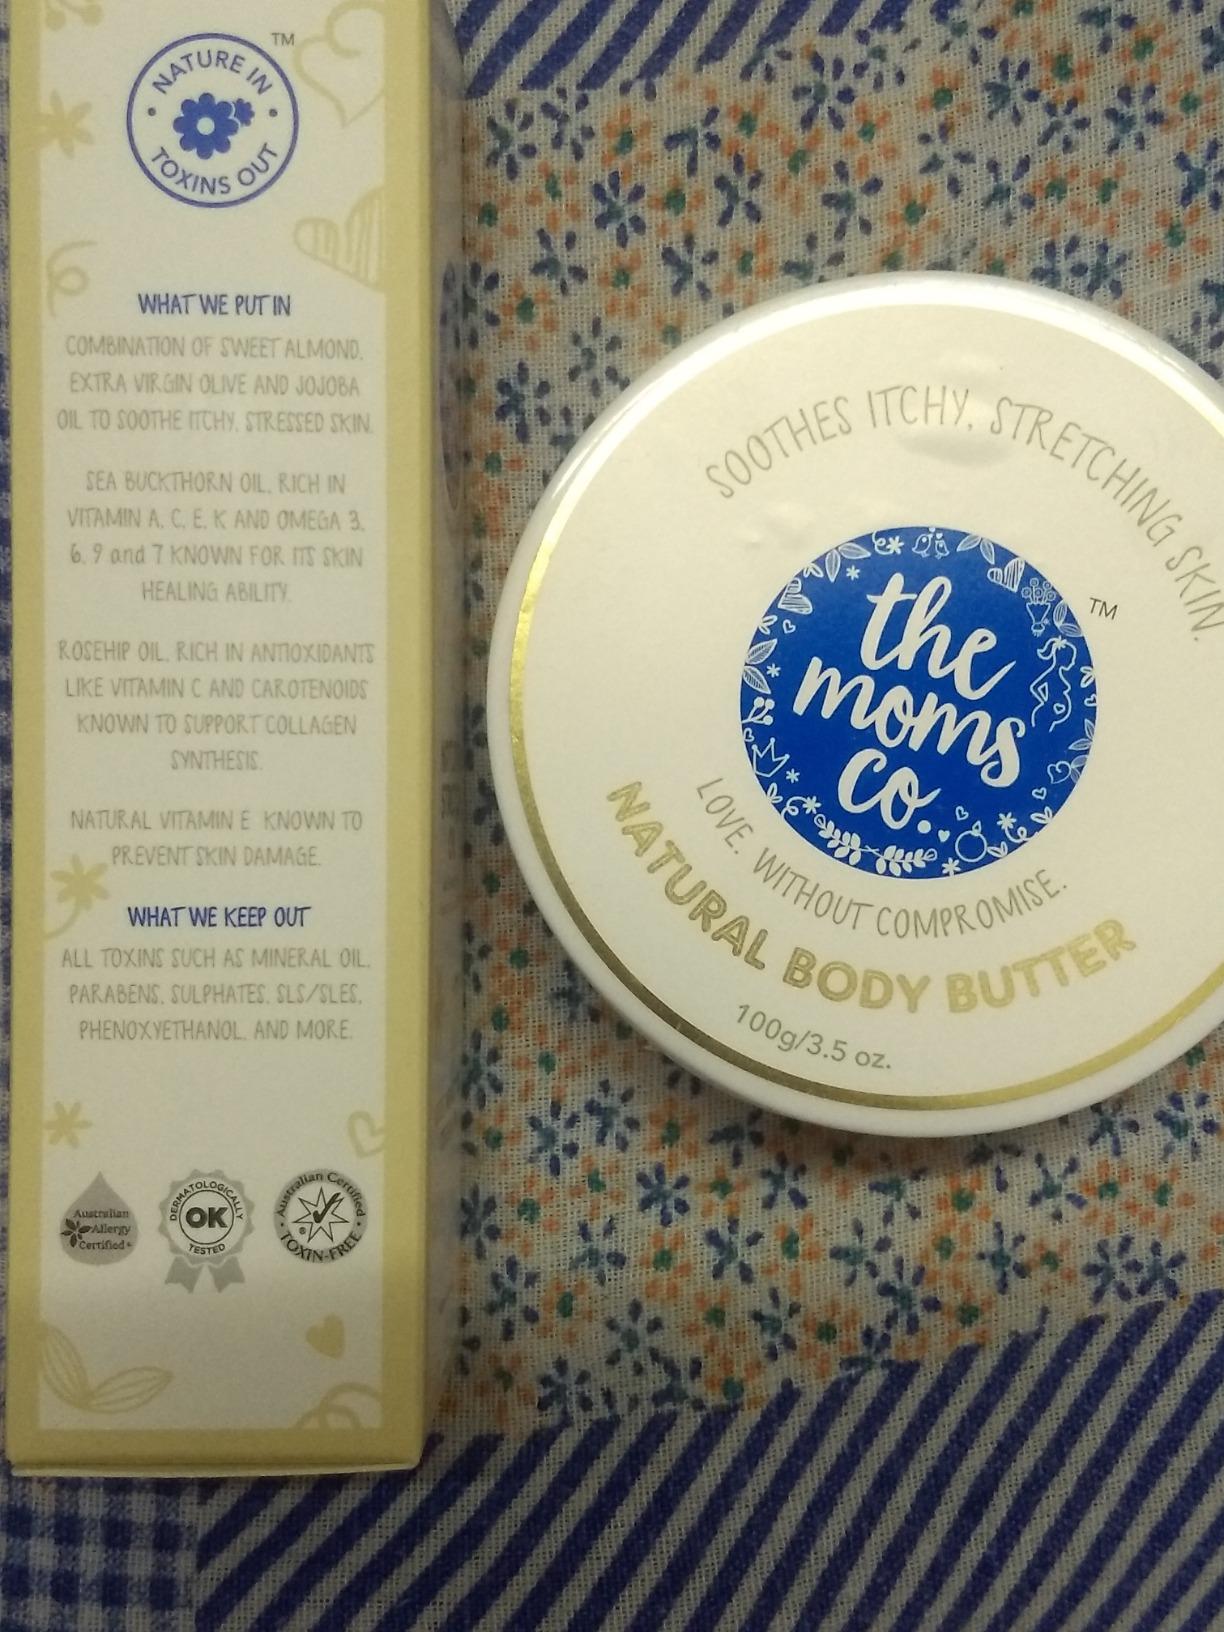 NATURE IN
TOXINS OUT
TM
WHAT WE PUT IN
COMBINATION OF SWEET ALMOND,
EXTRA VIRGIN OLIVE AND JOJOBA
OIL TO SOOTHE ITCHY, STRESSED SKIN.
SEA BUCKTHORN OIL, RICH IN
VITAMIN A, C, E, K AND OMEGA 3,
6, 9 and 7 KNOWN FOR ITS SKIN
HEALING ABILITY.
ROSEHIP OIL, RICH IN ANTIOXIDANTS
LIKE VITAMIN C AND CAROTENOIDS
KNOWN TO SUPPORT COLLAGEN
SYNTHESIS.
NATURAL VITAMIN E KNOWN TO
PREVENT SKIN DAMAGE.
WHAT WE KEEP OUT
ALL TOXINS SUCH AS MINERAL OIL,
PARABENS, SULPHATES, SLS/SLES,
PHENOXYETHANOL, AND MORE.
Australian
Allergy
Certified
DERMATOLOGICALLY
OK
TESTED
Australian Certified
TOXIN-FREE
®
SOOTHES ITCHY, STRETCHING SKIN.
the
moms
co.
TM
LOVE. WITHOUT COMPROMISE.
NATURAL BODY BUTTER
100g/3.5 oz.